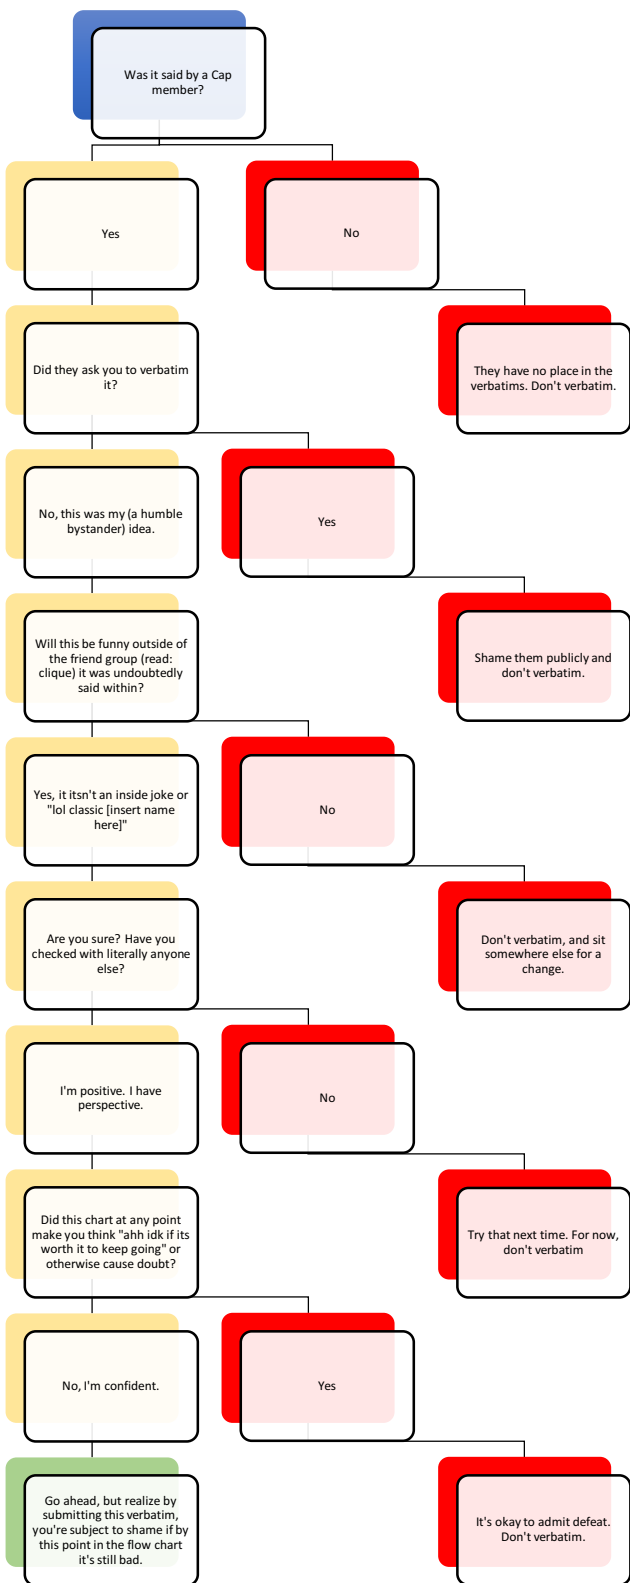 Was it said by a Cap
member?
Yes
No
Did they ask you to verbatim
it?
They have no place in the
verbatims. Don't verbatim.
No, this was my (a humble
bystander) idea.
Yes
Will this be funny outside of
the friend group (read:
clique) it was undoubtedly
said within?
Shame them publicly and
don't verbatim.
Yes, it itsn't an inside joke or
"lol classic [insert name
here]"
No
Are you sure? Have you
checked with literally anyone
else?
Don't verbatim, and sit
somewhere else for a
change.
I'm positive. I have
perspective.
No
Did this chart at any point
make you think "ahh idk if its
worth it to keep going" or
otherwise cause doubt?
Try that next time. For now,
don't verbatim
No, I'm confident.
Yes
Go ahead, but realize by
submitting this verbatim,
you're subject to shame if by
this point in the flow chart
it's still bad.
It's okay to admit defeat.
Don't verbatim.